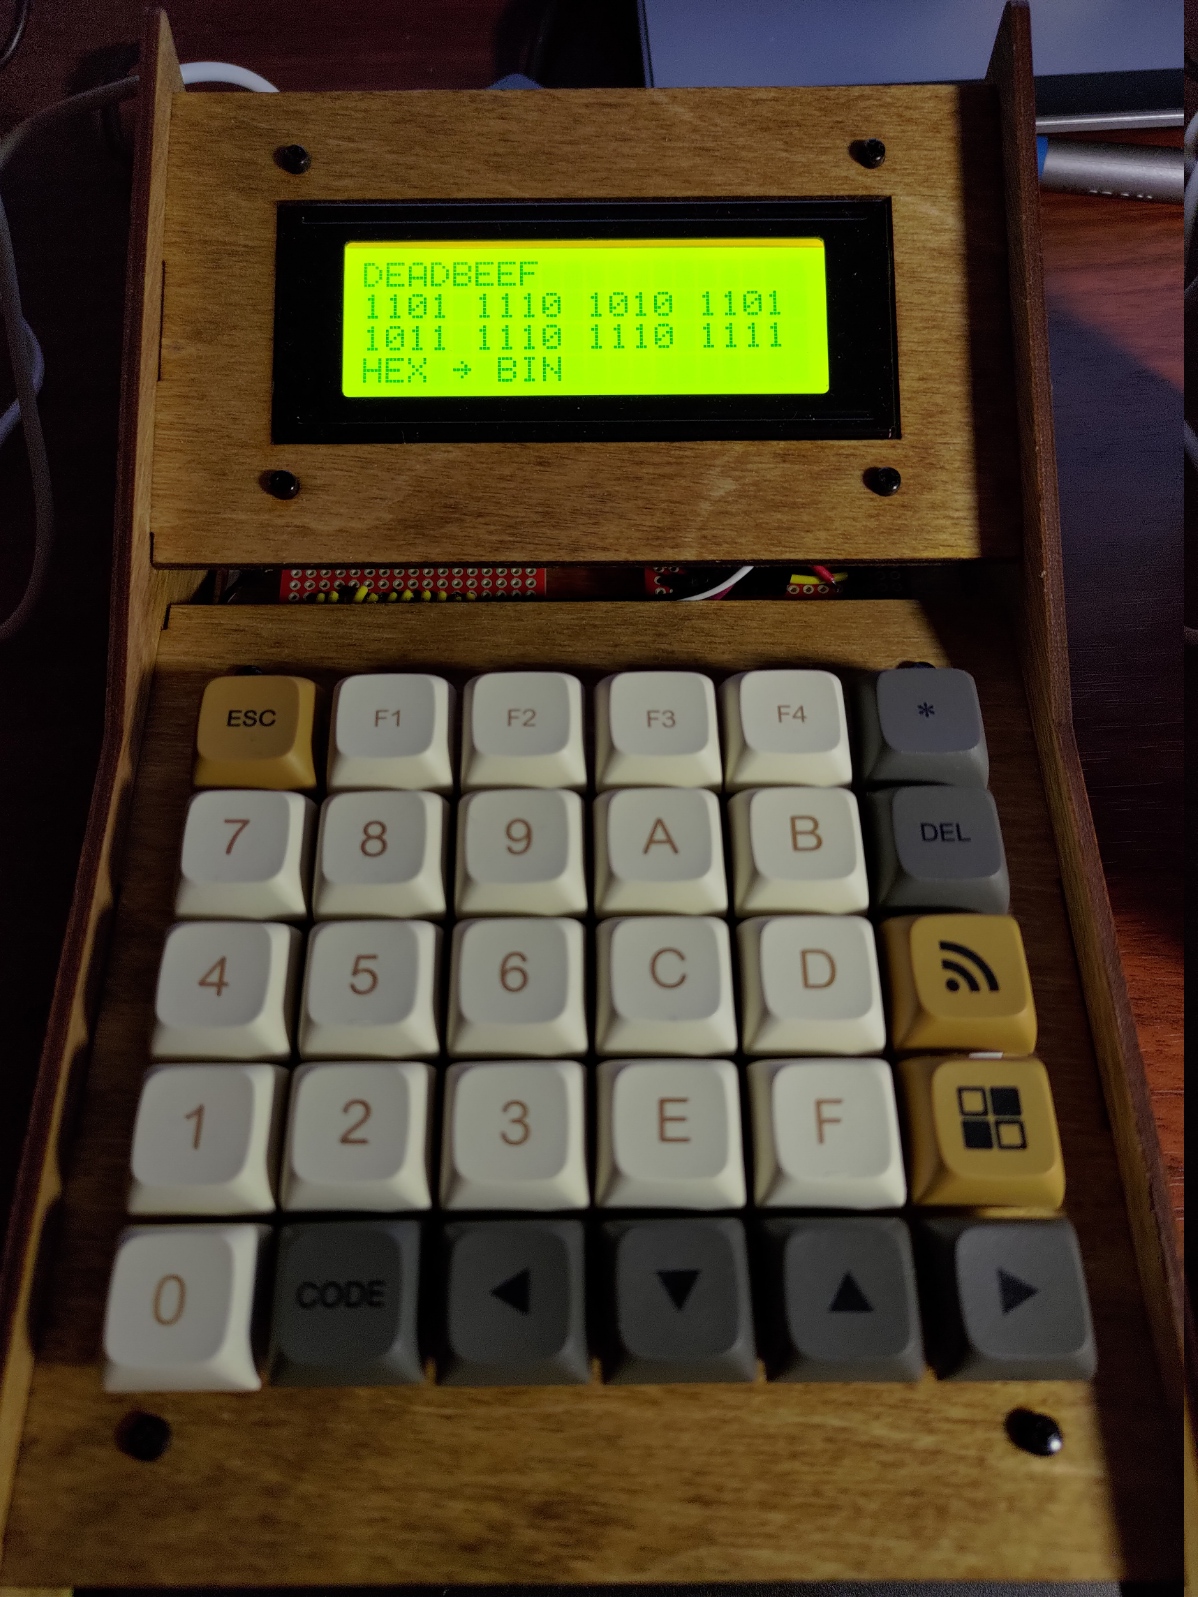 DEADBEEF
1101 1110 1010 1101
1011 1110 1110 1111
HEX → BIN
ESC F1 F2 F3 F4 *
7 8 9 A B DEL
4 5 6 C D
1 2 3 E F
0 CODE ◀ ▼ ▲ ▶